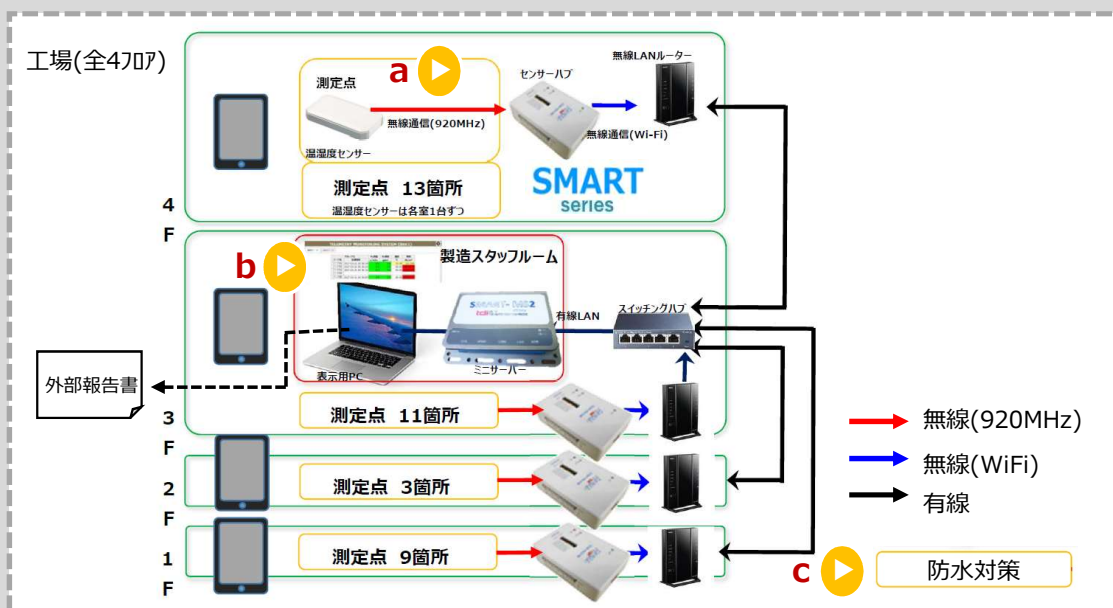 工場(全4ﾌﾛｱ)
a
測定点
無線通信(920MHz)
温湿度センサー
センサーハブ
無線通信(Wi-Fi)
無線LANルーター
測定点 13箇所
温湿度センサーは各室1台ずつ
SMART
series
4
F
b
製造スタッフルーム
有線LAN
スイッチングハブ
表示用PC
ミニサーバー
外部報告書
測定点 11箇所
3
F
測定点 3箇所
2
F
測定点 9箇所
1
F
無線(920MHz)
無線(WiFi)
有線
c
防水対策